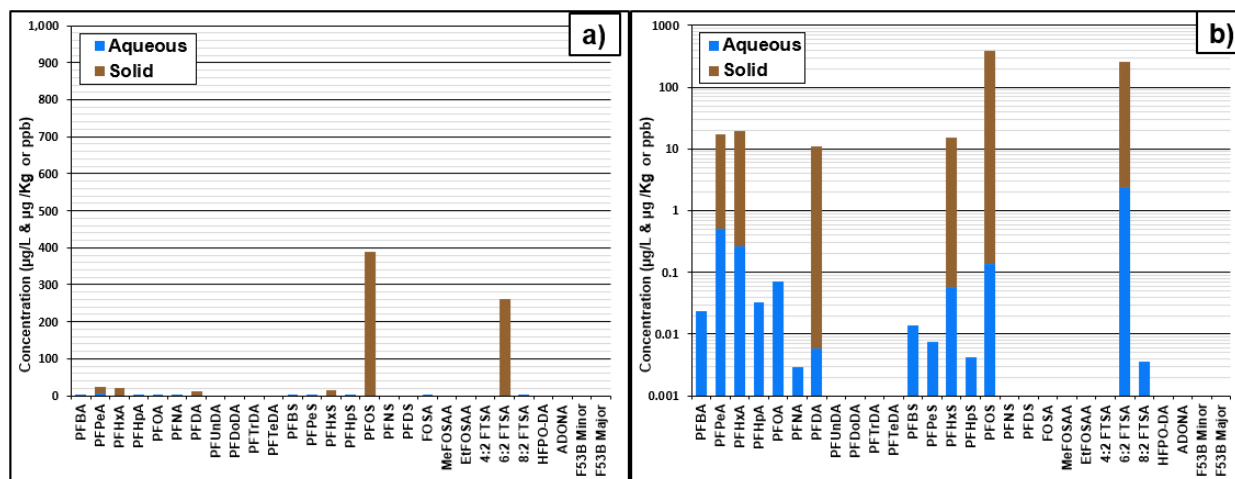 a)
Aqueous
Solid
Concentration (µg/L & µg /Kg or ppb)
1,000
900
800
700
600
500
400
300
200
100
0
PFBA
PFPeA
PFHxA
PFHpA
PFOA
PFNA
PFDA
PFUnDA
PFDoDA
PFTrDA
PFTeDA
PFBS
PFPeS
PFHxS
PFHpS
PFOS
PFNS
PFDS
FOSA
MeFOSAA
EtFOSAA
4:2 FTSA
6:2 FTSA
8:2 FTSA
HFPO-DA
ADONA
F53B Minor
F53B Major
b)
Aqueous
Solid
Concentration (µg/L & µg /Kg or ppb)
1000
100
10
1
0.1
0.01
0.001
PFBA
PFPeA
PFHxA
PFHpA
PFOA
PFNA
PFDA
PFUnDA
PFDoDA
PFTrDA
PFTeDA
PFBS
PFPeS
PFHxS
PFHpS
PFOS
PFNS
PFDS
FOSA
MeFOSAA
EtFOSAA
4:2 FTSA
6:2 FTSA
8:2 FTSA
HFPO-DA
ADONA
F53B Minor
F53B Major